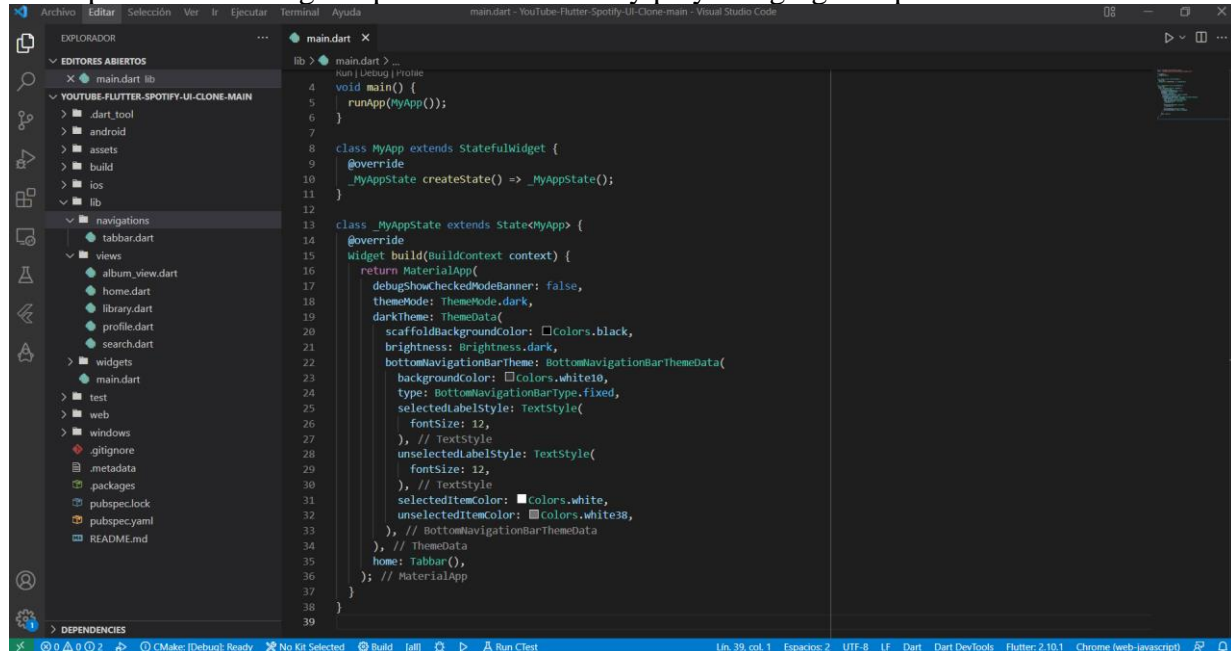 Archivo Editar Selección Ver Ir Ejecutar Terminal Ayuda
main.dart - YouTube-Flutter-Spotify-UI-Clone-main - Visual Studio Code
EXPLORADOR
EDITORES ABIERTOS
main.dart lib
YOUTUBE-FLUTTER-SPOTIFY-UI-CLONE-MAIN
.dart_tool
android
assets
build
ios
lib
navigations
tabbar.dart
views
album_view.dart
home.dart
library.dart
profile.dart
search.dart
widgets
main.dart
test
web
windows
.gitignore
.metadata
.packages
pubspec.lock
pubspec.yaml
README.md
DEPENDENCIES
main.dart
lib > main.dart > ...
Run | Debug | Profile
4 void main() {
5 runApp(MyApp());
6 }
7
8 class MyApp extends StatefulWidget {
9 @override
10 _MyAppState createState() => _MyAppState();
11 }
12
13 class _MyAppState extends State<MyApp> {
14 @override
15 Widget build(BuildContext context) {
16 return MaterialApp(
17 debugShowCheckedModeBanner: false,
18 themeMode: ThemeMode.dark,
19 darkTheme: ThemeData(
20 scaffoldBackgroundColor: Colors.black,
21 brightness: Brightness.dark,
22 bottomNavigationBarTheme: BottomNavigationBarThemeData(
23 backgroundColor: Colors.white10,
24 type: BottomNavigationBarType.fixed,
25 selectedLabelStyle: TextStyle(
26 fontSize: 12,
27 ), // TextStyle
28 unselectedLabelStyle: TextStyle(
29 fontSize: 12,
30 ), // TextStyle
31 selectedItemColor: Colors.white,
32 unselectedItemColor: Colors.white38,
33 ), // BottomNavigationBarThemeData
34 ), // ThemeData
35 home: Tabbar(),
36 ); // MaterialApp
37 }
38 }
39
0 0 2 CMake: [Debug]: Ready No Kit Selected Build [all] Run CTest Lín. 39, col. 1 Espacios: 2 UTF-8 LF Dart Dart DevTools Flutter: 2.10.1 Chrome (web-javascript)